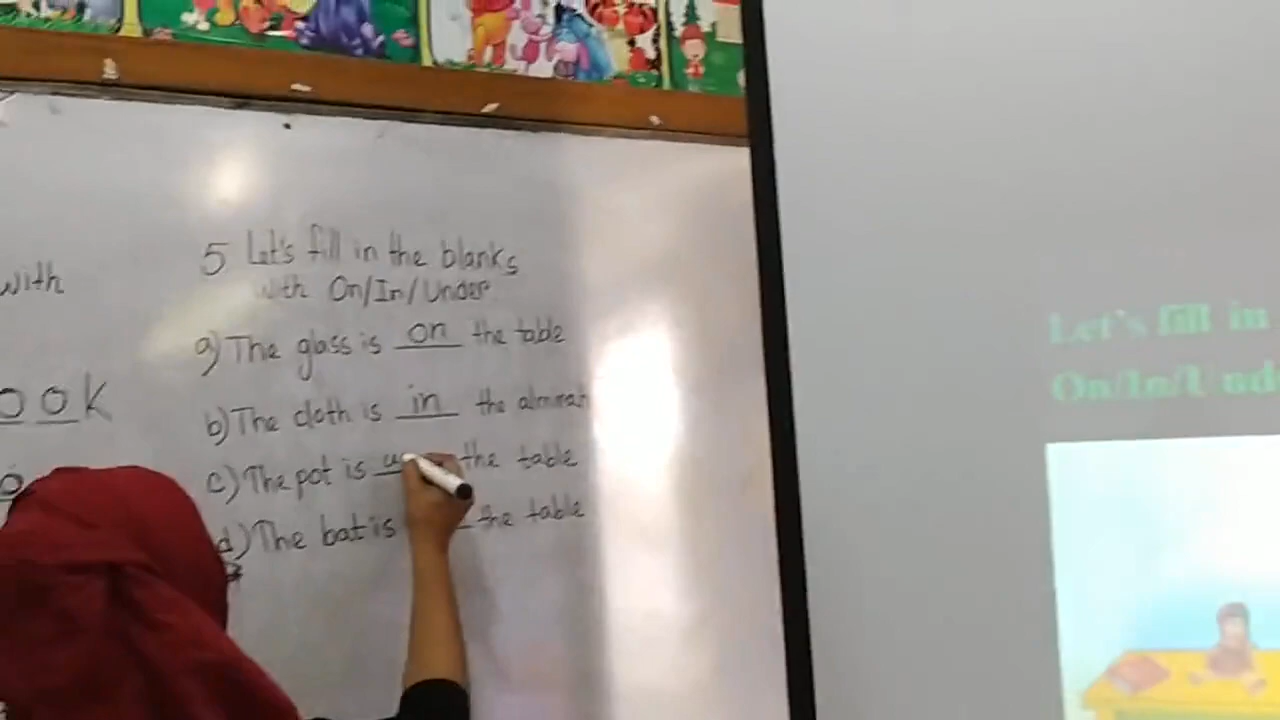 with
OOK
5 Let's fill in the blanks
with On/In/Under
a) The glass is on the table
b) The cloth is in the almirah
c) The pot is the table
d) The bat is the table
Let's fill in
On/In/Und